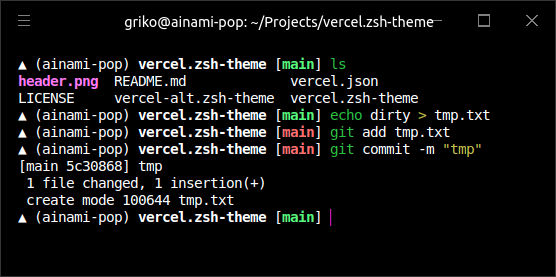 griko@ainami-pop: ~/Projects/vercel.zsh-theme
▲ (ainami-pop) vercel.zsh-theme [main] ls
header.png  README.md             vercel.json
LICENSE     vercel-alt.zsh-theme  vercel.zsh-theme
▲ (ainami-pop) vercel.zsh-theme [main] echo dirty > tmp.txt
▲ (ainami-pop) vercel.zsh-theme [main] git add tmp.txt
▲ (ainami-pop) vercel.zsh-theme [main] git commit -m "tmp"
[main 5c30868] tmp
 1 file changed, 1 insertion(+)
 create mode 100644 tmp.txt
▲ (ainami-pop) vercel.zsh-theme [main]